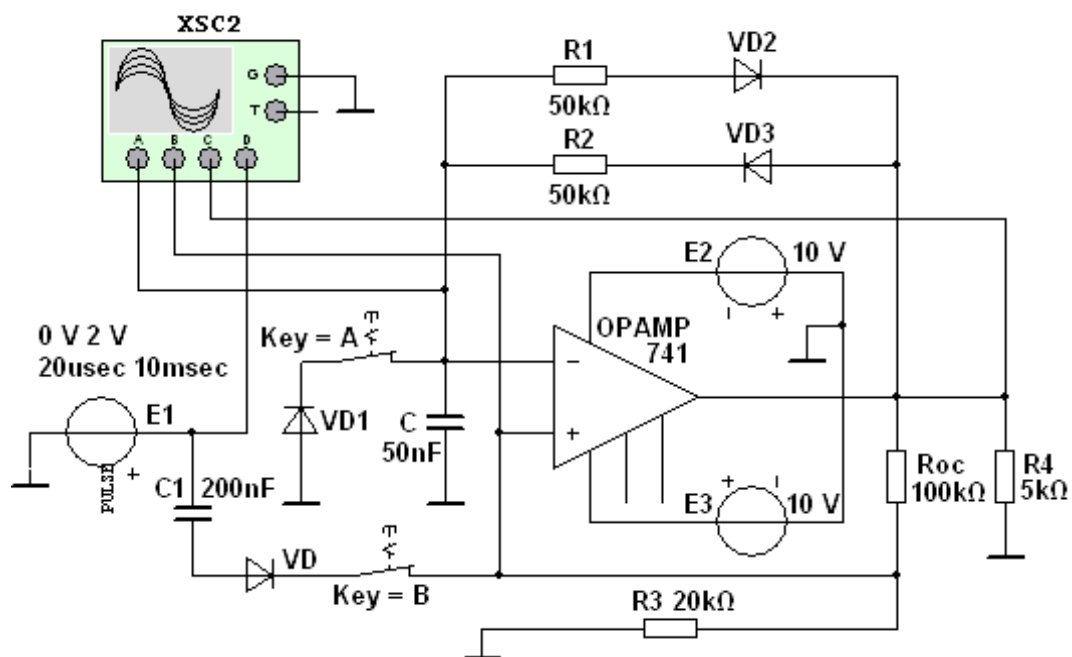 XSC2
G
T
A B C D
R1
50kΩ
VD2
R2
50kΩ
VD3
E2
10 V
Key = A
OPAMP
741
0 V 2 V
20usec 10msec
E1
PULSE
+
VD1
C
50nF
−
+
−
+
+
−
E3
10 V
Roc
100kΩ
R4
5kΩ
C1
200nF
VD
Key = B
R3 20kΩ